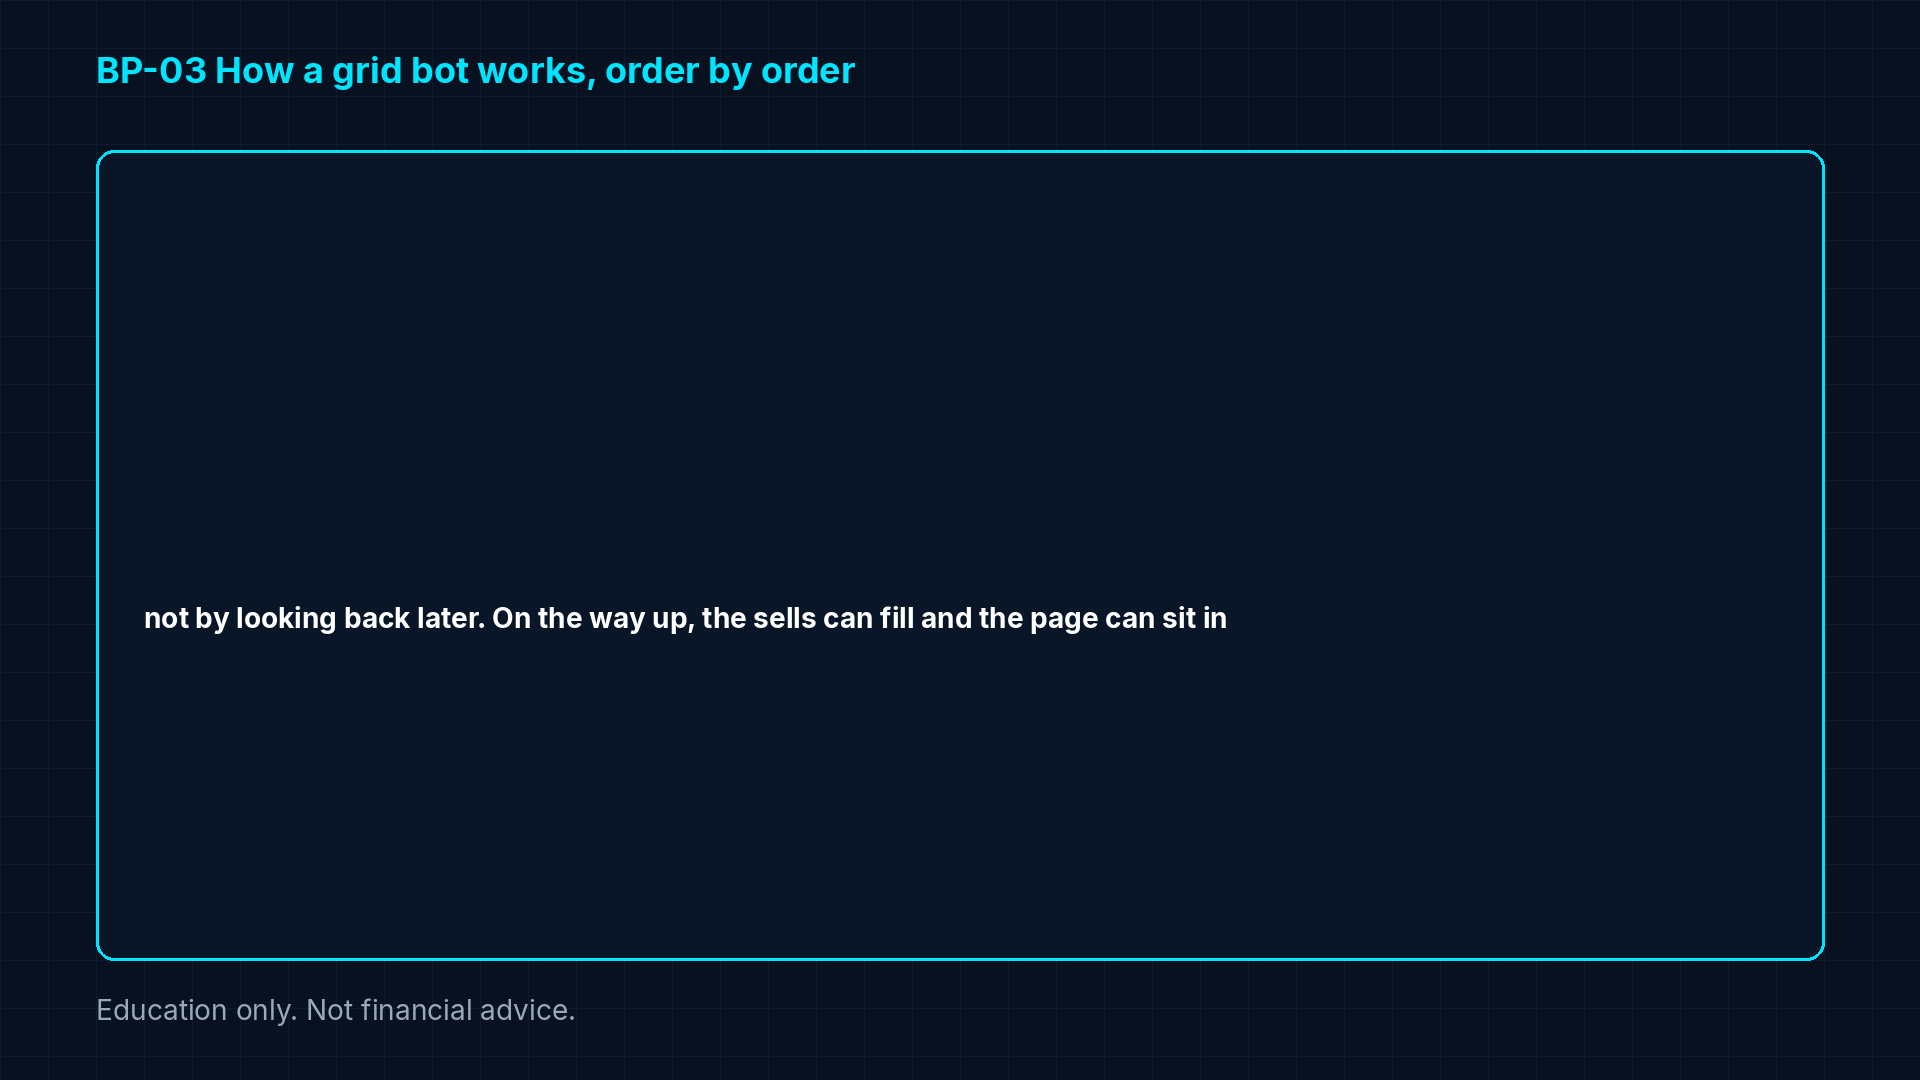 BP-03 How a grid bot works, order by order
not by looking back later. On the way up, the sells can fill and the page can sit in
Education only. Not financial advice.